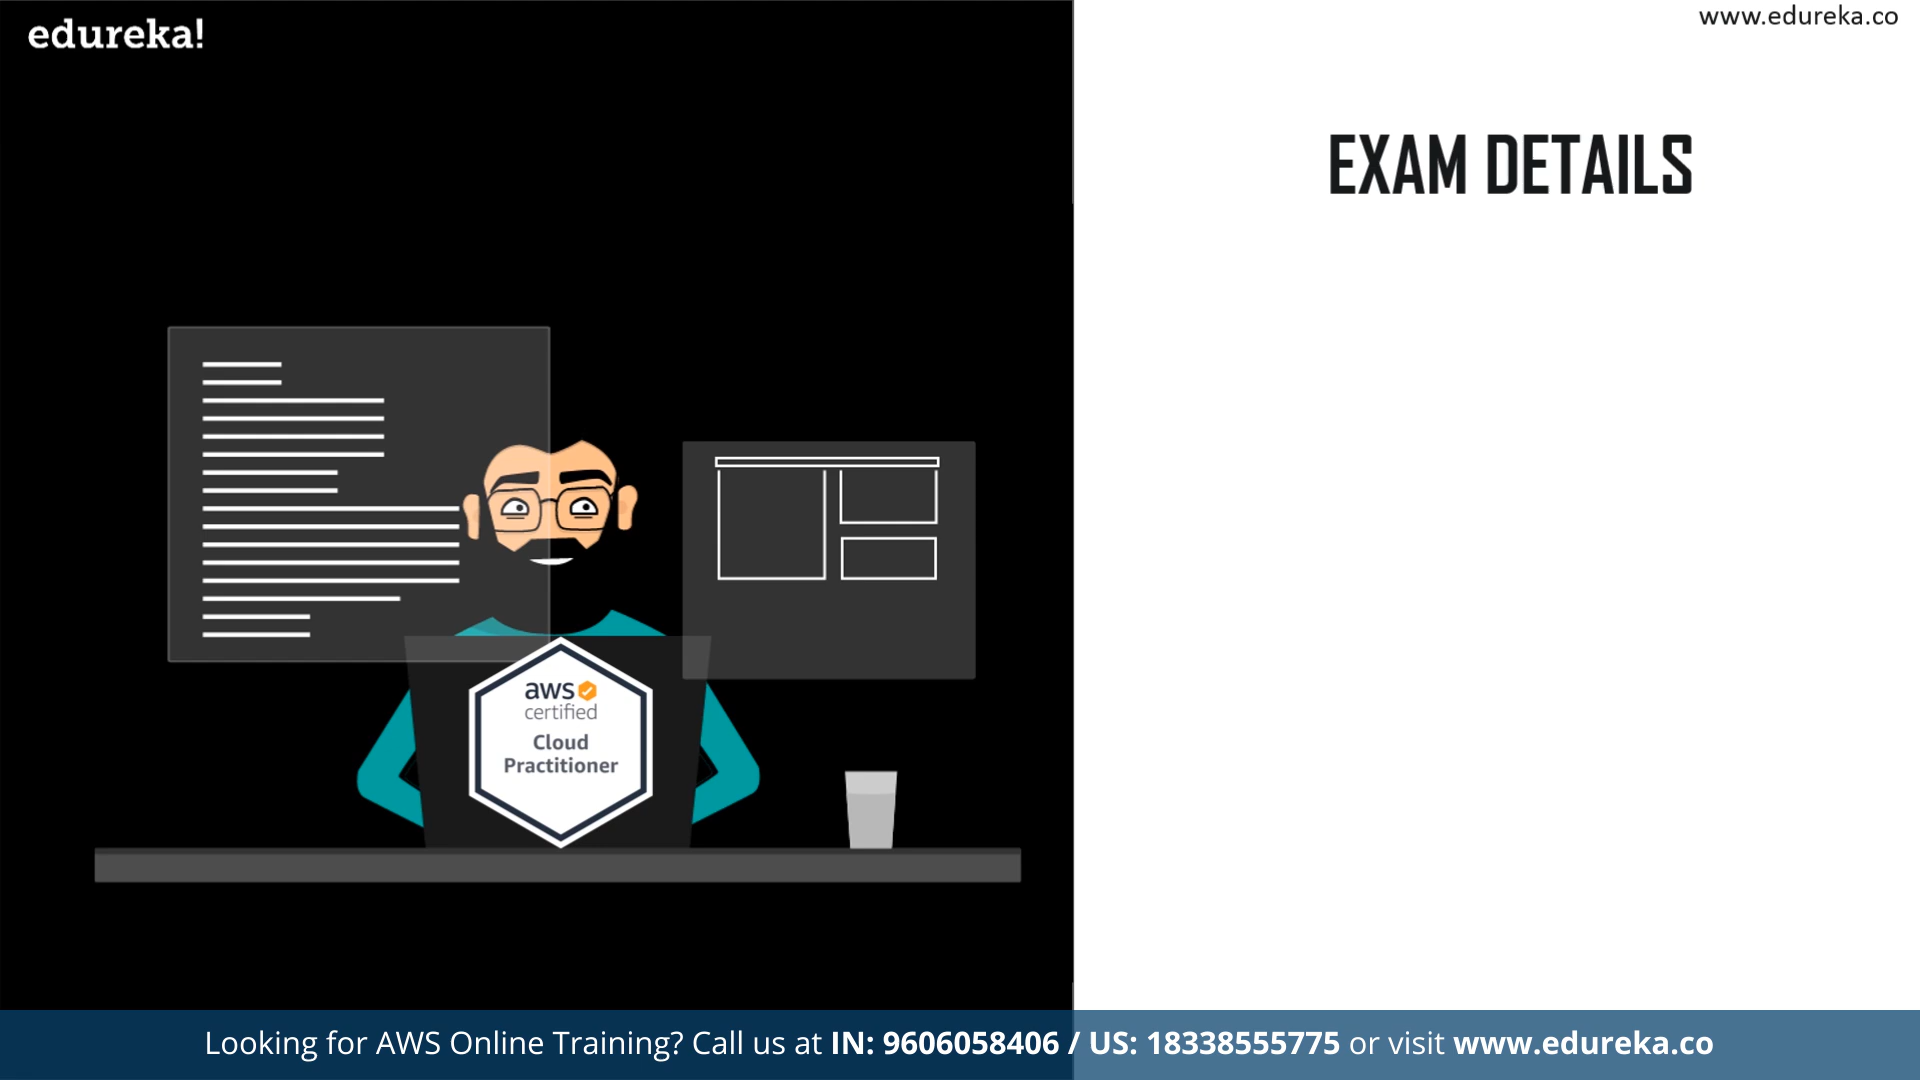 edureka!
www.edureka.co
EXAM DETAILS
aws
certified
Cloud
Practitioner
Looking for AWS Online Training? Call us at IN: 9606058406 / US: 18338555775 or visit www.edureka.co